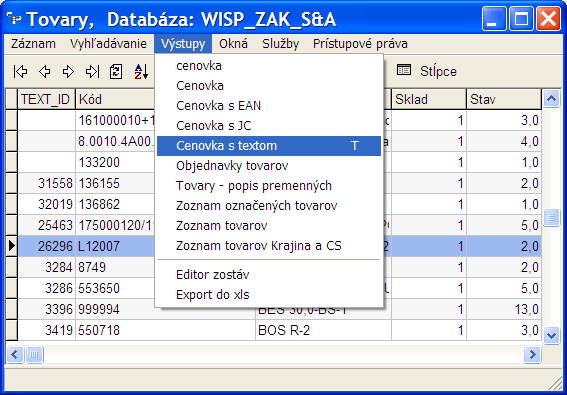 Tovary,  Databáza: WISP_ZAK_S&A
Záznam Vyhľadávanie Výstupy Okná Služby Prístupové práva
Stĺpce
cenovka
Cenovka
Cenovka s EAN
Cenovka s JC
Cenovka s textom T
Objednavky tovarov
Tovary - popis premenných
Zoznam označených tovarov
Zoznam tovarov
Zoznam tovarov Krajina a CS
Editor zostáv
Export do xls
TEXT_ID Kód Sklad Stav
161000010+1 1 3,0
8.0010.4A00. 1 4,0
133200 1 1,0
31558 136155 1 2,0
32019 136862 1 1,0
25463 175000120/11 1 5,0
26296 L12007 1 2,0
3284 8749 1 2,0
3286 553650 1 5,0
3396 999994 BES 30,0-BS-1 1 13,0
3419 550718 BOS R-2 1 3,0